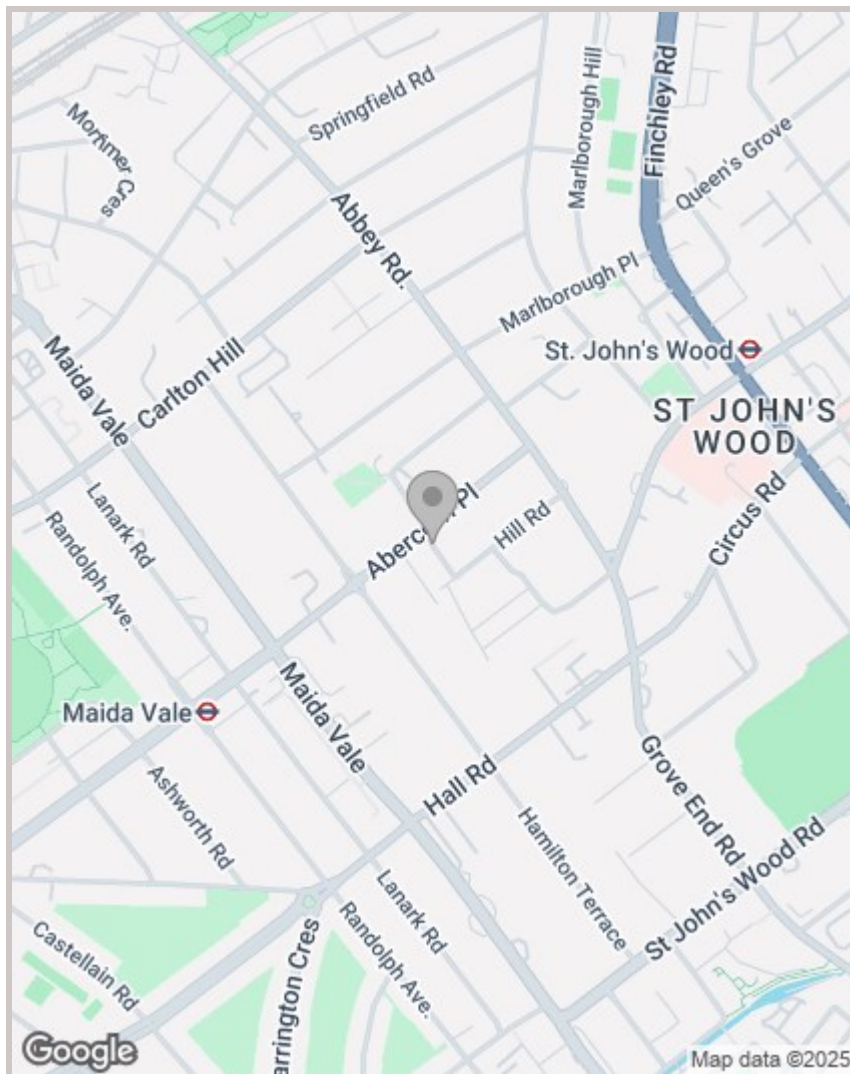 Springfield Rd
Marlborough Hill
Finchley Rd
Mortimer Cres
Queen's Grove
Abbey Rd.
Marlborough Pl
St. John's Wood
Maida Vale
Carlton Hill
ST JOHN'S
WOOD
Lanark Rd
Randolph Ave.
Hill Rd
Circus Rd
Maida Vale
Maida Vale
Ashworth Rd
Hall Rd
Grove End Rd
Hamilton Terrace
St John's Wood Rd
Lanark Rd
Randolph Ave.
Castellain Rd
arrington Cres
Google
Map data ©2025